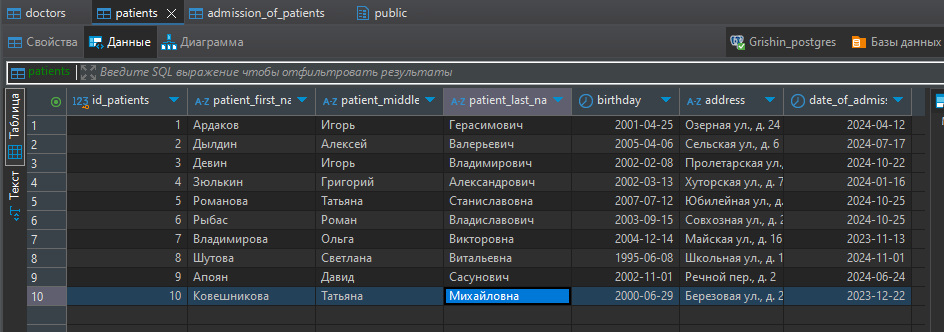 doctors patients admission_of_patients public
Свойства Данные Диаграмма Grishin_postgres Базы данных
patients Введите SQL выражение чтобы отфильтровать результаты
Таблица
Текст
123 id_patients A-Z patient_first_na A-Z patient_middle A-Z patient_last_na birthday A-Z address date_of_admis
1 1 Ардаков Игорь Герасимович 2001-04-25 Озерная ул., д. 24 2024-04-12
2 2 Дылдин Алексей Валерьевич 2005-04-06 Сельская ул., д. 6 2024-07-17
3 3 Девин Игорь Владимирович 2002-02-08 Пролетарская ул., 2024-10-22
4 4 Зюлькин Григорий Александрович 2002-03-13 Хуторская ул., д. 7 2024-01-16
5 5 Романова Татьяна Станиславовна 2007-07-12 Юбилейная ул., д. 2024-10-25
6 6 Рыбас Роман Владиславович 2003-09-15 Совхозная ул., д. 2 2024-10-25
7 7 Владимирова Ольга Викторовна 2004-12-14 Майская ул., д. 16 2023-11-13
8 8 Шутова Светлана Витальевна 1995-06-08 Школьная ул., д. 1 2024-11-01
9 9 Апоян Давид Сасунович 2002-11-01 Речной пер., д. 2 2024-06-24
10 10 Ковешникова Татьяна Михайловна 2000-06-29 Березовая ул., д. 2 2023-12-22